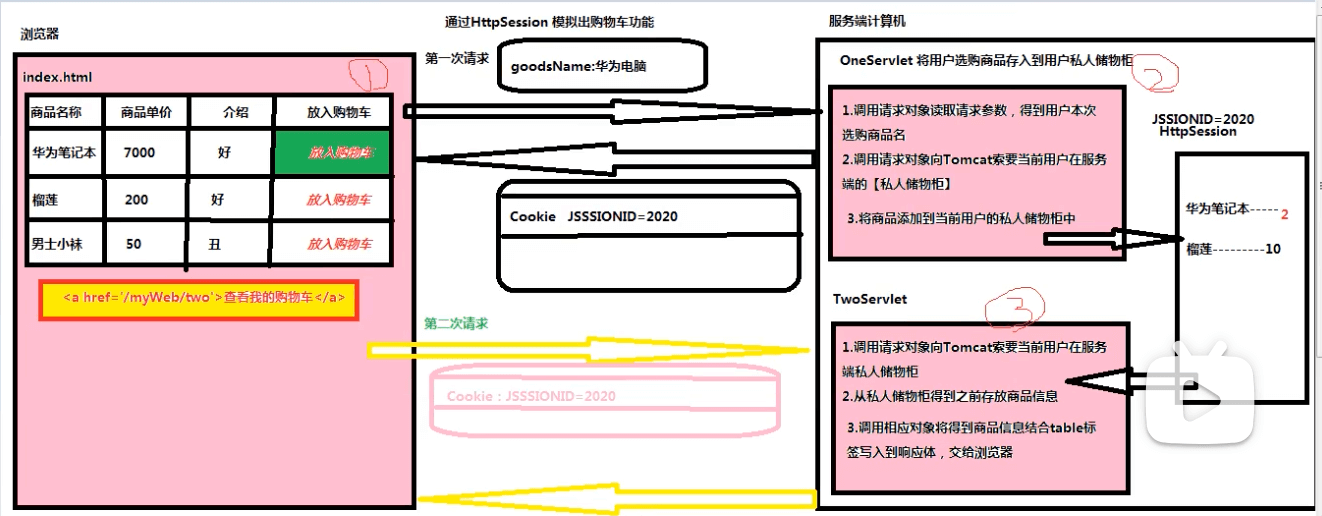 通过HttpSession 模拟出购物车功能
浏览器
服务端计算机
第一次请求
goodsName:华为电脑
index.html
1
商品名称 商品单价 介绍 放入购物车
华为笔记本 7000 好 放入购物车
榴莲 200 好 放入购物车
男士小袜 50 丑 放入购物车
<a href='/myWeb/two'>查看我的购物车</a>
Cookie JSSSIONID=2020
第二次请求
Cookie：JSSSIONID=2020
OneServlet 将用户选购商品存入到用户私人储物柜
2
1.调用请求对象读取请求参数，得到用户本次
选购商品名
2.调用请求对象向Tomcat索要当前用户在服务
端的【私人储物柜】
3.将商品添加到当前用户的私人储物柜中
JSSIONID=2020
HttpSession
华为笔记本-----2
榴莲---------10
TwoServlet
3
1.调用请求对象向Tomcat索要当前用户在服务
端私人储物柜
2.从私人储物柜得到之前存放商品信息
3.调用相应对象将得到商品信息结合table标
签写入到响应体，交给浏览器